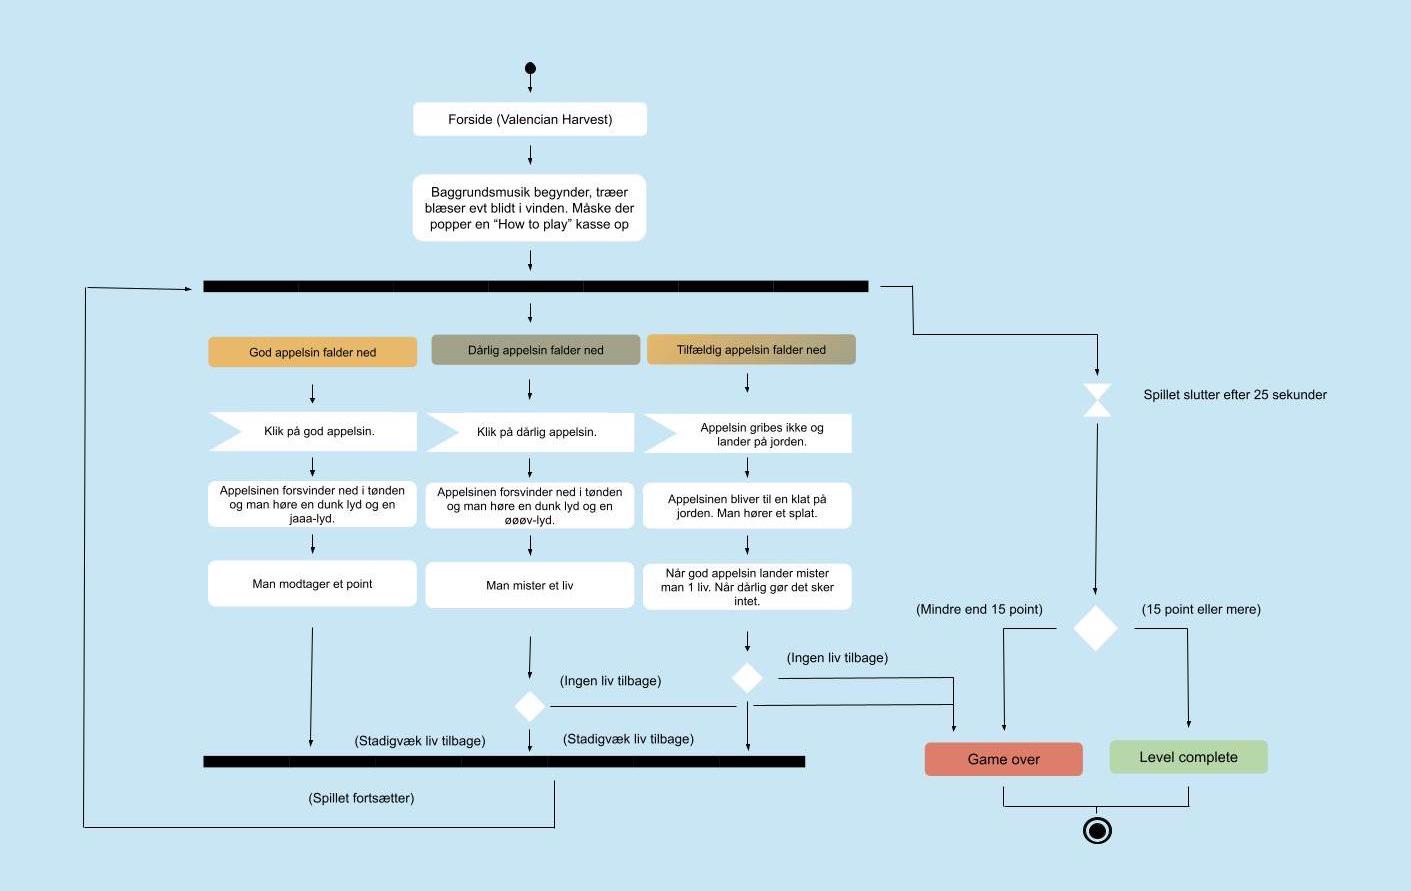 Forside (Valencian Harvest)
Baggrundsmusik begynder, træer
blæser evt blidt i vinden. Måske der
popper en “How to play” kasse op
God appelsin falder ned
Dårlig appelsin falder ned
Tilfældig appelsin falder ned
Spillet slutter efter 25 sekunder
Klik på god appelsin.
Klik på dårlig appelsin.
Appelsin gribes ikke og
lander på jorden.
Appelsinen forsvinder ned i tønden
og man høre en dunk lyd og en
jaaa-lyd.
Appelsinen forsvinder ned i tønden
og man høre en dunk lyd og en
øøøv-lyd.
Appelsinen bliver til en klat på
jorden. Man hører et splat.
Man modtager et point
Man mister et liv
Når god appelsin lander mister
man 1 liv. Når dårlig gør det sker
intet.
(Mindre end 15 point)
(15 point eller mere)
(Ingen liv tilbage)
(Ingen liv tilbage)
(Stadigvæk liv tilbage)
(Stadigvæk liv tilbage)
Game over
Level complete
(Spillet fortsætter)